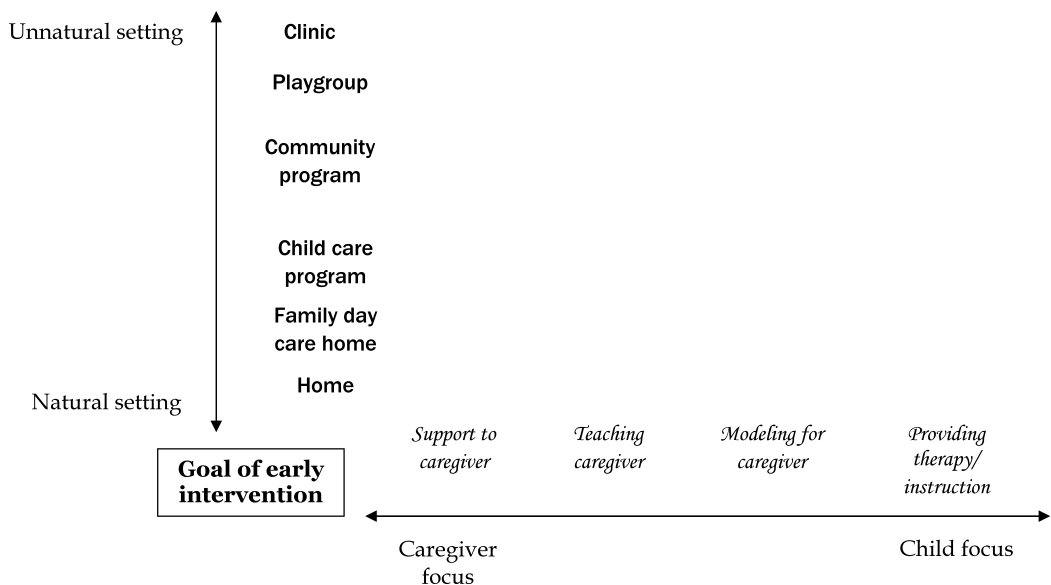 Unnatural setting
Clinic
Playgroup
Community
program
Child care
program
Family day
care home
Home
Natural setting
Goal of early
intervention
Support to
caregiver
Teaching
caregiver
Modeling for
caregiver
Providing
therapy/
instruction
Caregiver
focus
Child focus